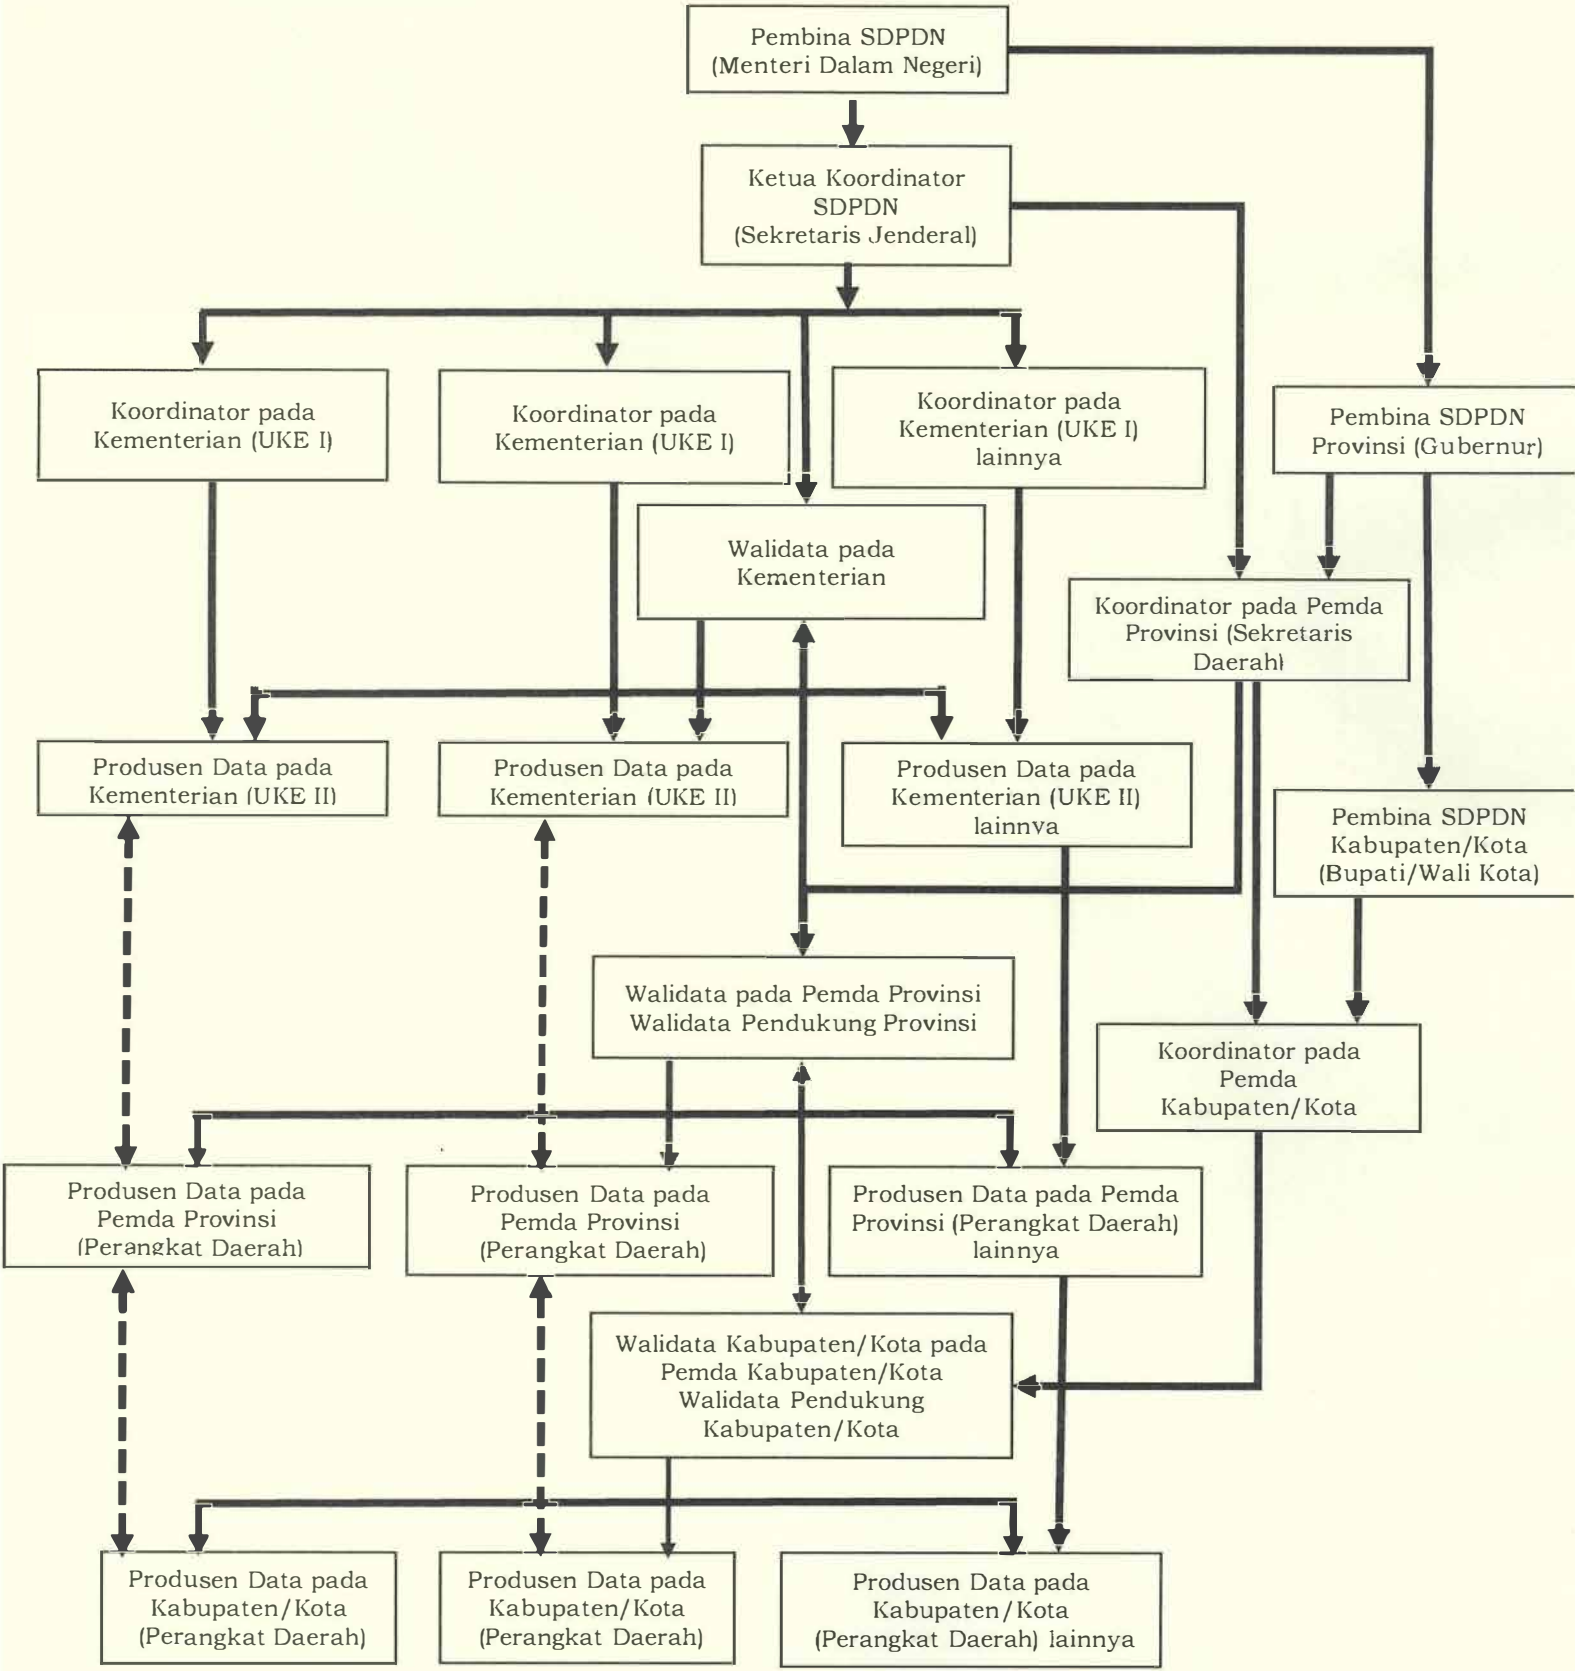 Pembina SDPDN
(Menteri Dalam Negeri)
Ketua Koordinator
SDPDN
(Sekretaris Jenderal)
Koordinator pada
Kementerian (UKE I)
Koordinator pada
Kementerian (UKE I)
Koordinator pada
Kementerian (UKE I)
lainnya
Pembina SDPDN
Provinsi (Gubernur)
Walidata pada
Kementerian
Koordinator pada Pemda
Provinsi (Sekretaris
Daerah)
Produsen Data pada
Kementerian (UKE II)
Produsen Data pada
Kementerian (UKE II)
Produsen Data pada
Kementerian (UKE II)
lainnya
Pembina SDPDN
Kabupaten/Kota
(Bupati/Wali Kota)
Walidata pada Pemda Provinsi
Walidata Pendukung Provinsi
Koordinator pada
Pemda
Kabupaten/Kota
Produsen Data pada
Pemda Provinsi
(Perangkat Daerah)
Produsen Data pada
Pemda Provinsi
(Perangkat Daerah)
Produsen Data pada Pemda
Provinsi (Perangkat Daerah)
lainnya
Walidata Kabupaten/Kota pada
Pemda Kabupaten/Kota
Walidata Pendukung
Kabupaten/Kota
Produsen Data pada
Kabupaten/Kota
(Perangkat Daerah)
Produsen Data pada
Kabupaten/Kota
(Perangkat Daerah)
Produsen Data pada
Kabupaten/Kota
(Perangkat Daerah) lainnya